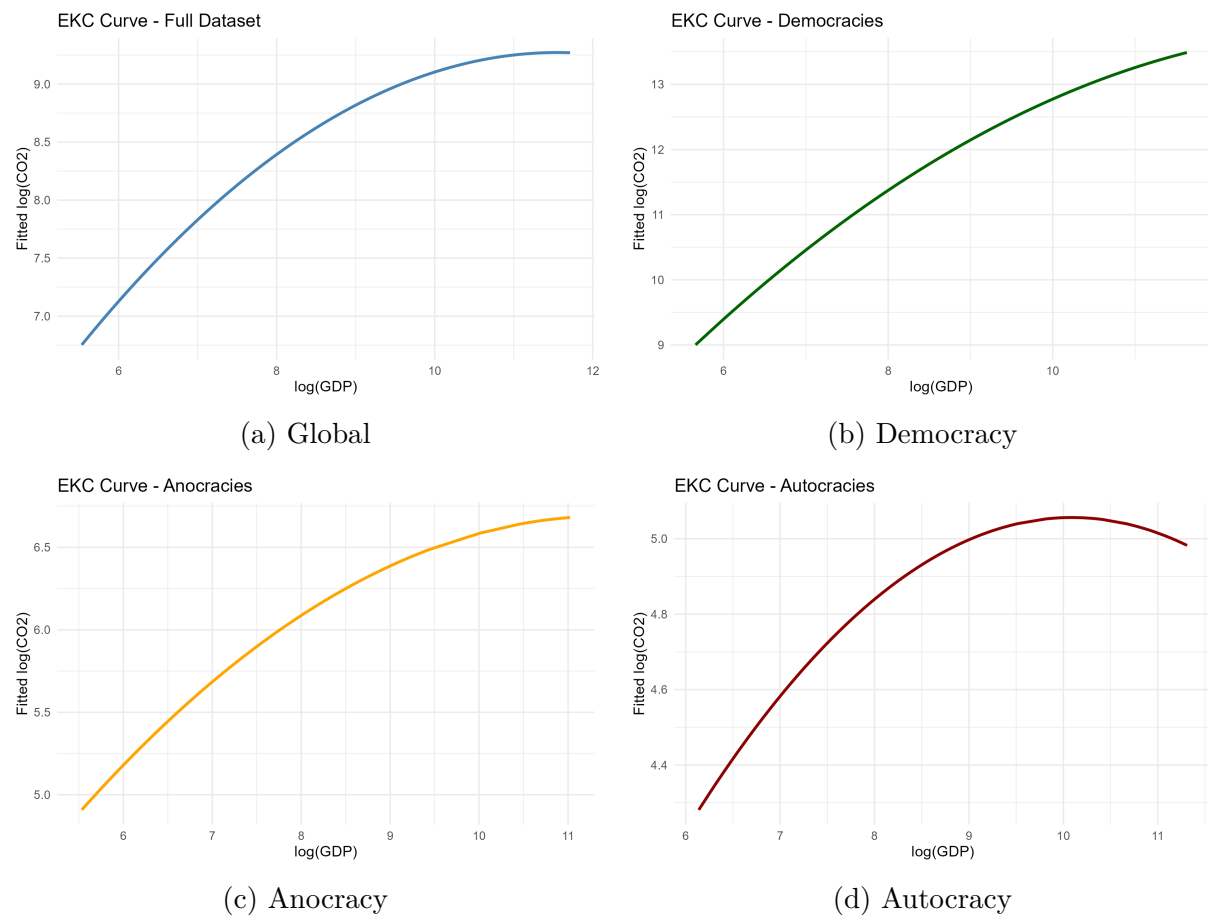 EKC Curve - Full Dataset
Fitted log(CO2)
9.0
8.5
8.0
7.5
7.0
6 8 10 12
log(GDP)
(a) Global
EKC Curve - Democracies
Fitted log(CO2)
13
12
11
10
9
6 8 10
log(GDP)
(b) Democracy
EKC Curve - Anocracies
Fitted log(CO2)
6.5
6.0
5.5
5.0
6 7 8 9 10 11
log(GDP)
(c) Anocracy
EKC Curve - Autocracies
Fitted log(CO2)
5.0
4.8
4.6
4.4
6 7 8 9 10 11
log(GDP)
(d) Autocracy